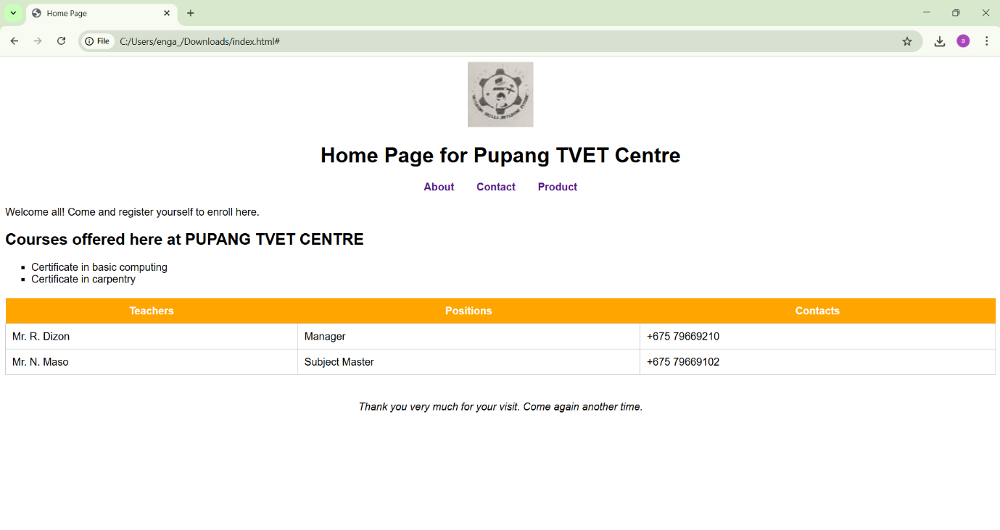 Home Page
File C:/Users/enga_/Downloads/index.html#
a
Home Page for Pupang TVET Centre
About Contact Product
Welcome all! Come and register yourself to enroll here.
Courses offered here at PUPANG TVET CENTRE
Certificate in basic computing
Certificate in carpentry
Teachers Positions Contacts
Mr. R. Dizon Manager +675 79669210
Mr. N. Maso Subject Master +675 79669102
Thank you very much for your visit. Come again another time.